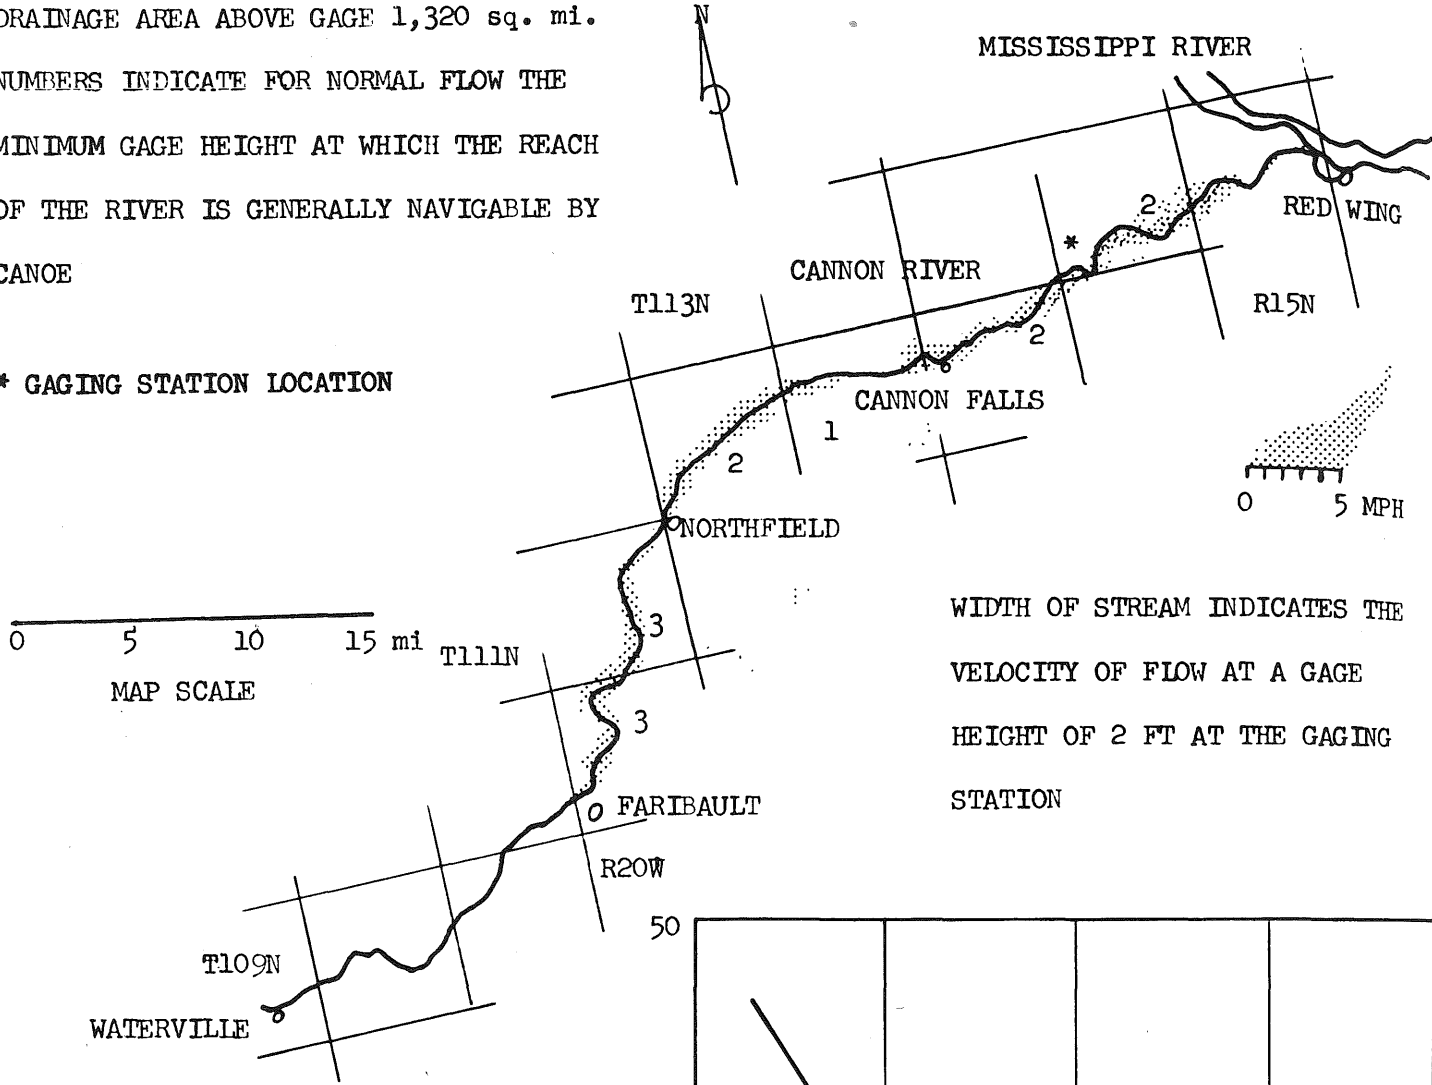 DRAINAGE AREA ABOVE GAGE 1,320 sq. mi.
NUMBERS INDICATE FOR NORMAL FLOW THE
MINIMUM GAGE HEIGHT AT WHICH THE REACH
OF THE RIVER IS GENERALLY NAVIGABLE BY
CANOE
* GAGING STATION LOCATION
N
MISSISSIPPI RIVER
2
RED WING
*
CANNON RIVER
T113N
R15N
2
CANNON FALLS
1
2
0 5 MPH
NORTHFIELD
WIDTH OF STREAM INDICATES THE
VELOCITY OF FLOW AT A GAGE
HEIGHT OF 2 FT AT THE GAGING
STATION
0 5 10 15 mi
MAP SCALE
T111N
3
3
FARIBAULT
R20W
T109N
WATERVILLE
50